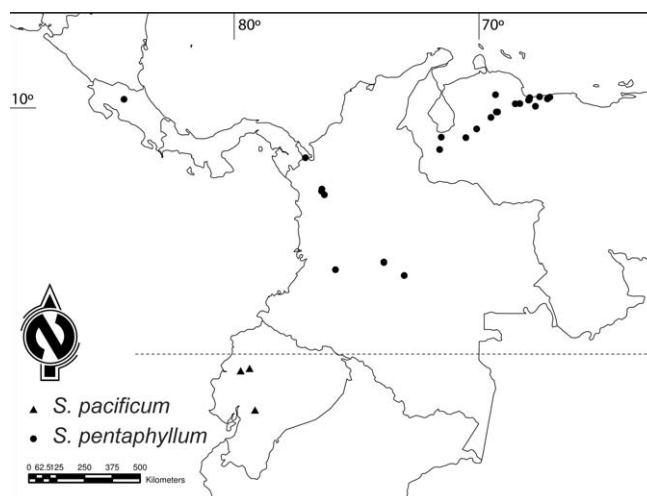 80º 70º
10º
S. pacificum
S. pentaphyllum
0 62.5125 250 375 500
Kilometers